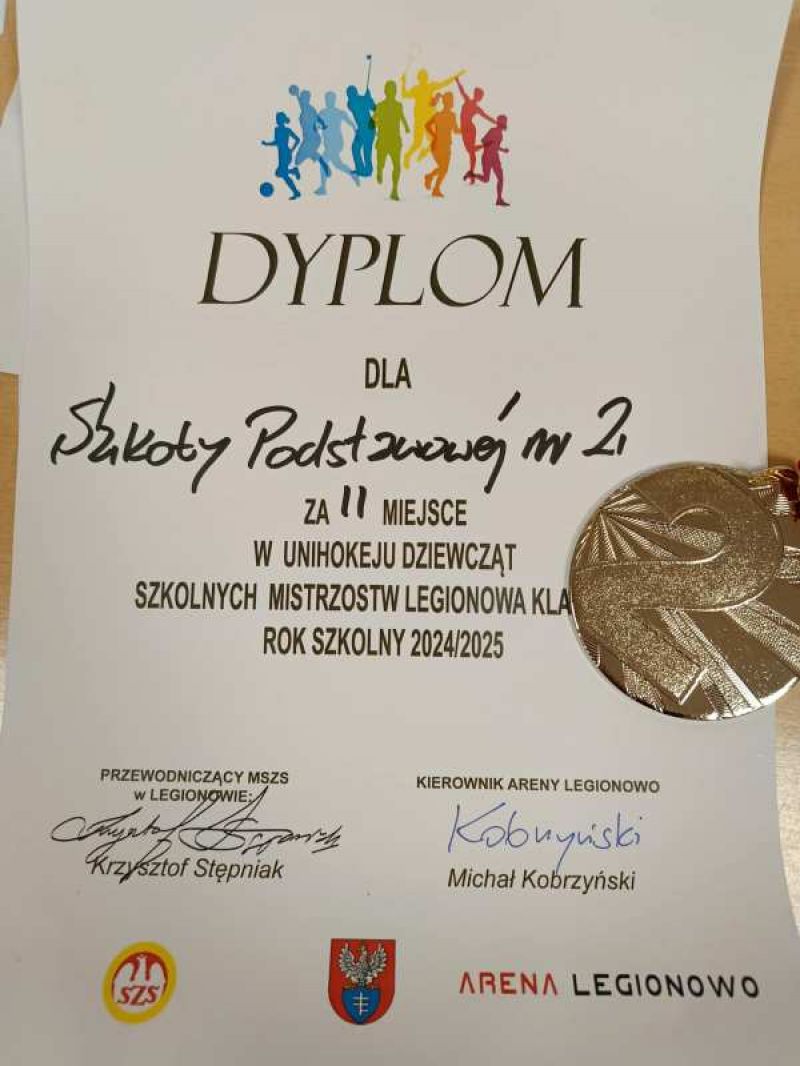 DYPLOM
DLA
Szkoły Podstawowej nr 2
ZA II MIEJSCE
W UNIHOKEJU DZIEWCZĄT
SZKOLNYCH MISTRZOSTW LEGIONOWA KLA
ROK SZKOLNY 2024/2025
PRZEWODNICZĄCY MSZS
w LEGIONOWIE:
Krzysztof Stępniak
KIEROWNIK ARENY LEGIONOWO
Kobrzyński
Michał Kobrzyński
SZS
ARENA LEGIONOWO
2